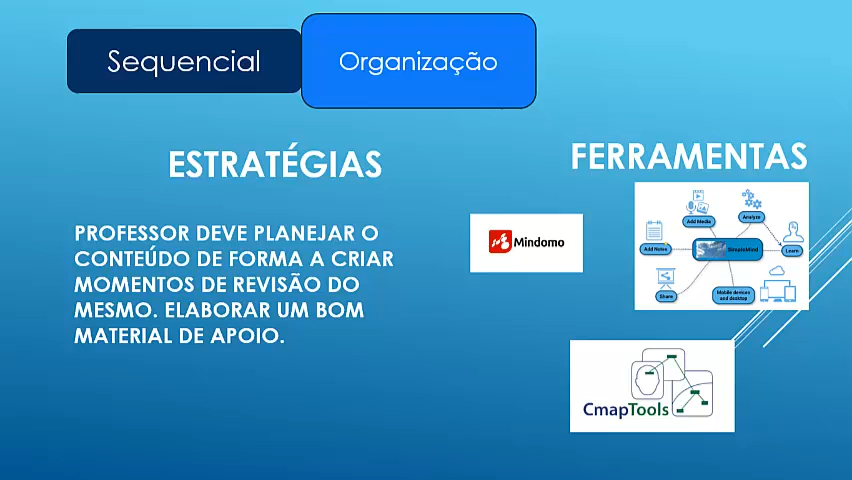 Sequencial
Organização
ESTRATÉGIAS
PROFESSOR DEVE PLANEJAR O
CONTEÚDO DE FORMA A CRIAR
MOMENTOS DE REVISÃO DO
MESMO. ELABORAR UM BOM
MATERIAL DE APOIO.
FERRAMENTAS
Mindomo
Add Media
Analyze
Add Notes
SimpleMind
Learn
Share
Mobile devices
and desktop
CmapTools